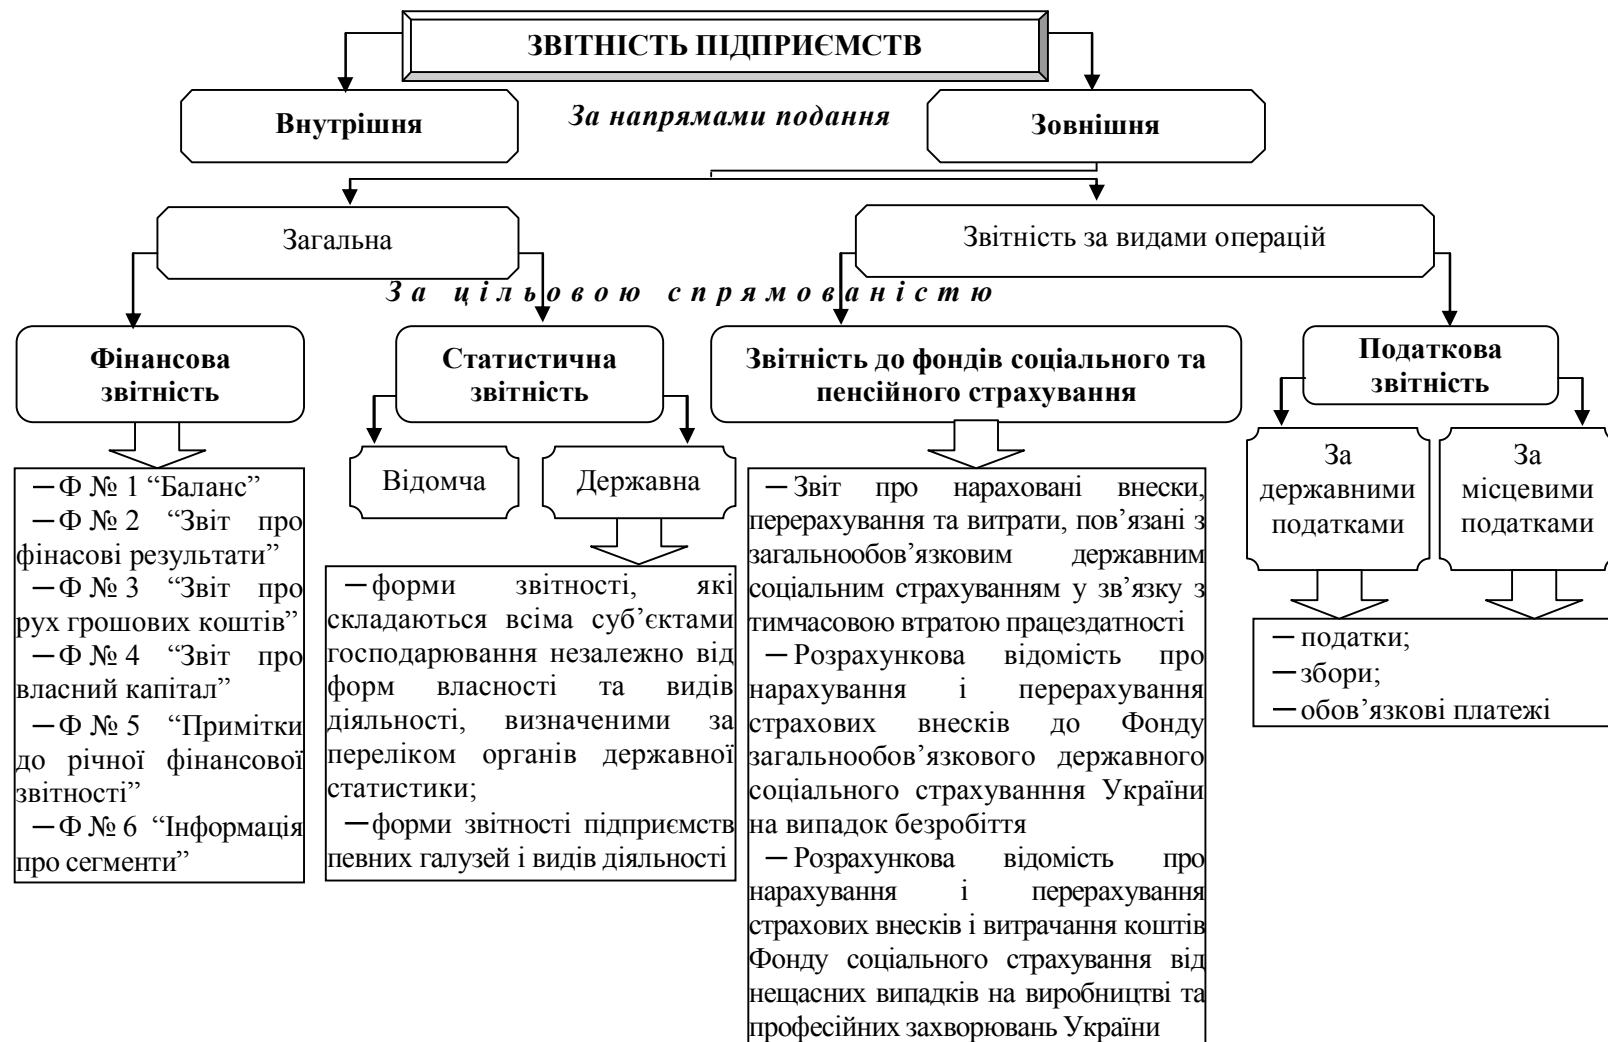 ЗВІТНІСТЬ ПІДПРИЄМСТВ
Внутрішня
За напрямами подання
Зовнішня
Загальна
Звітність за видами операцій
За цільовою спрямованістю
Фінансова
звітність
Статистична
звітність
Звітність до фондів соціального та
пенсійного страхування
Податкова
звітність
Відомча
Державна
За
державними
податками
За
місцевими
податками
— Ф № 1 “Баланс”
— Ф № 2 “Звіт про
фінасові результати”
— Ф № 3 “Звіт про
рух грошових коштів”
— Ф № 4 “Звіт про
власний капітал”
— Ф № 5 “Примітки
до річної фінансової
звітності”
— Ф № 6 “Інформація
про сегменти”
— форми звітності, які
складаються всіма суб’єктами
господарювання незалежно від
форм власності та видів
діяльності, визначеними за
переліком органів державної
статистики;
— форми звітності підприємств
певних галузей і видів діяльності
— Звіт про нараховані внески,
перерахування та витрати, пов’язані з
загальнообов’язковим державним
соціальним страхуванням у зв’язку з
тимчасовою втратою працездатності
— Розрахункова відомість про
нарахування і перерахування
страхових внесків до Фонду
загальнообов’язкового державного
соціального страхуванння України
на випадок безробіття
— Розрахункова відомість про
нарахування і перерахування
страхових внесків і витрачання коштів
Фонду соціального страхування від
нещасних випадків на виробництві та
професійних захворювань України
— податки;
— збори;
— обов’язкові платежі